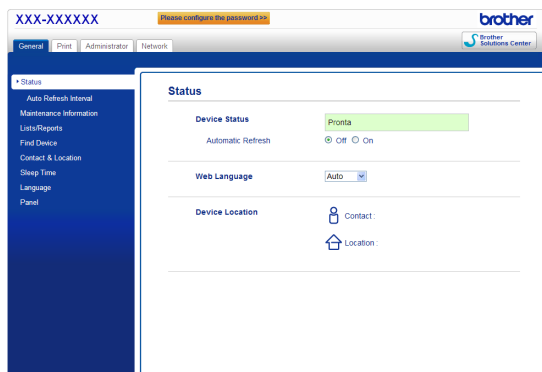 XXX-XXXXXX
Please configure the password >>
brother
General Print Administrator Network
Brother
Solutions Center
Status
Auto Refresh Interval
Maintenance Information
Lists/Reports
Find Device
Contact & Location
Sleep Time
Language
Panel
Status
Device Status
Pronta
Automatic Refresh
Off On
Web Language
Auto
Device Location
Contact :
Location :